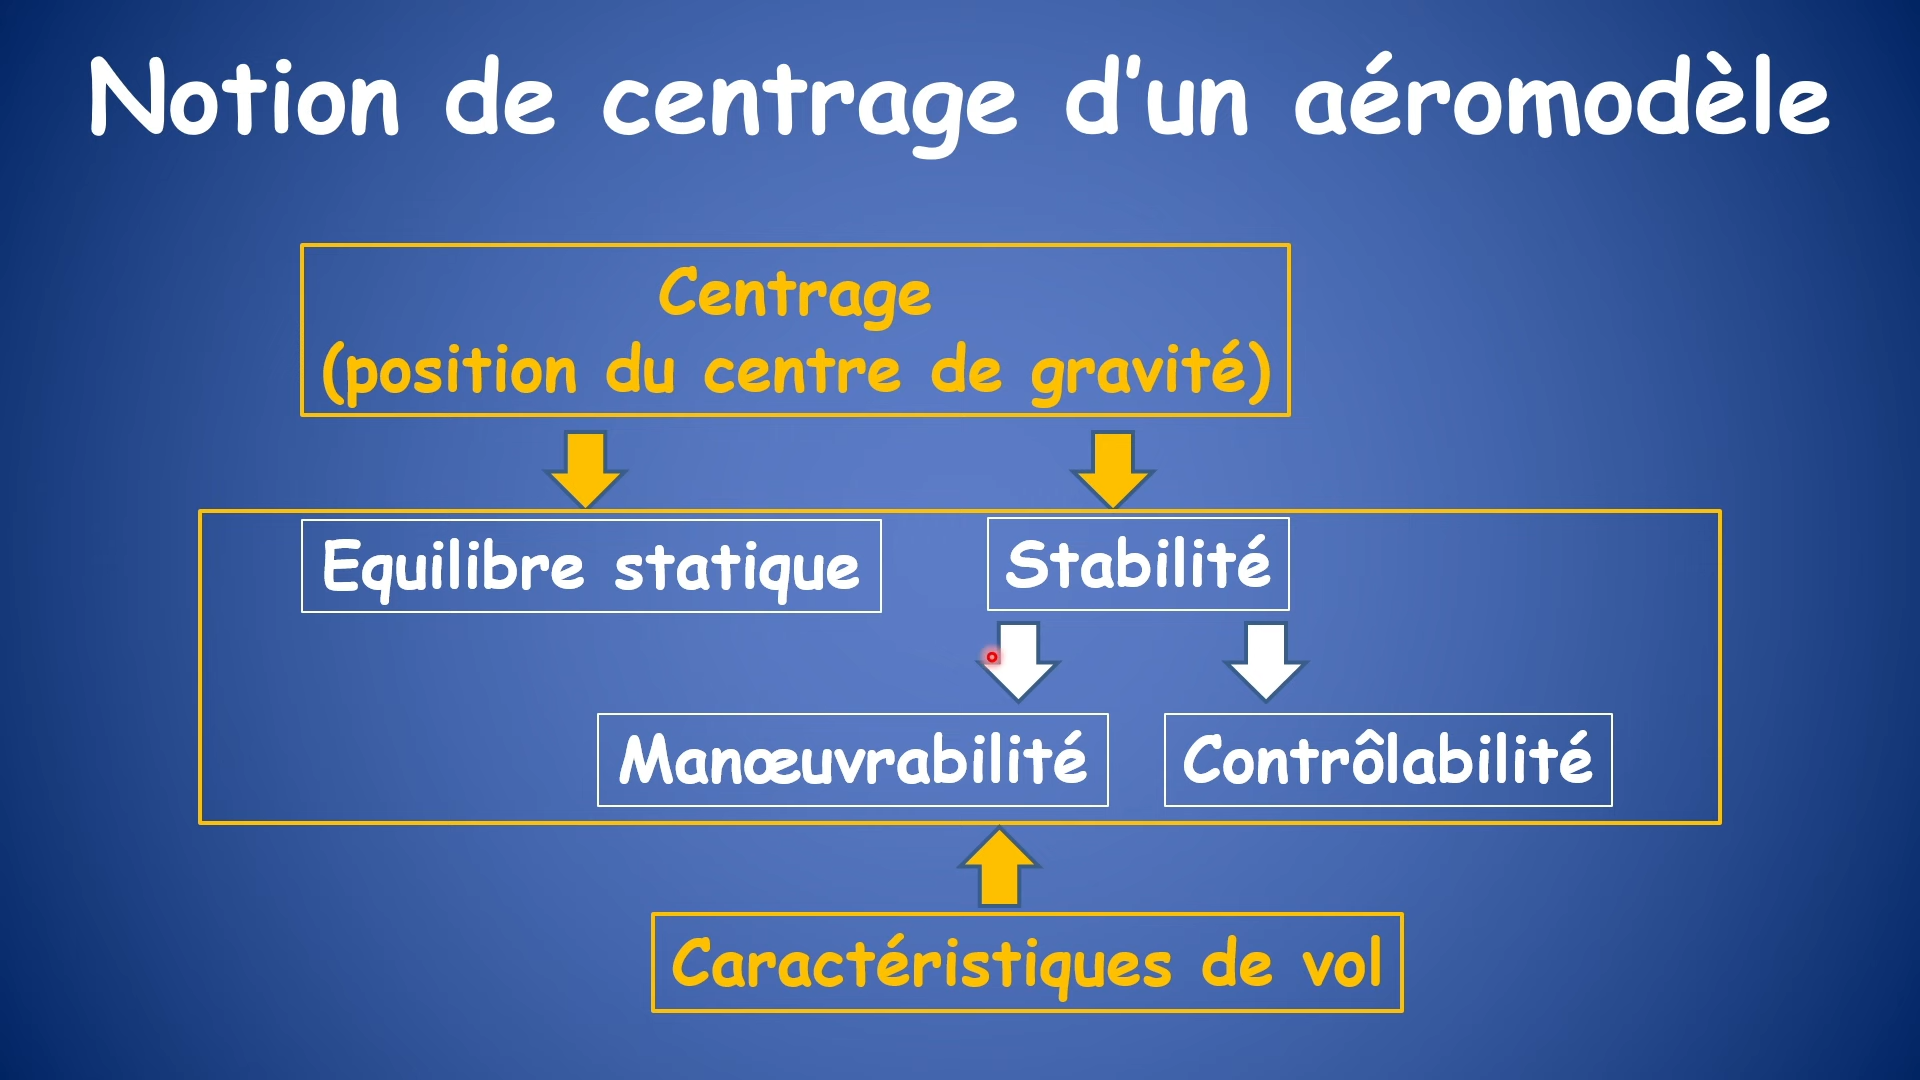 Notion de centrage d'un aéromodèle
Centrage
(position du centre de gravité)
Equilibre statique
Stabilité
Manœuvrabilité
Contrôlabilité
Caractéristiques de vol